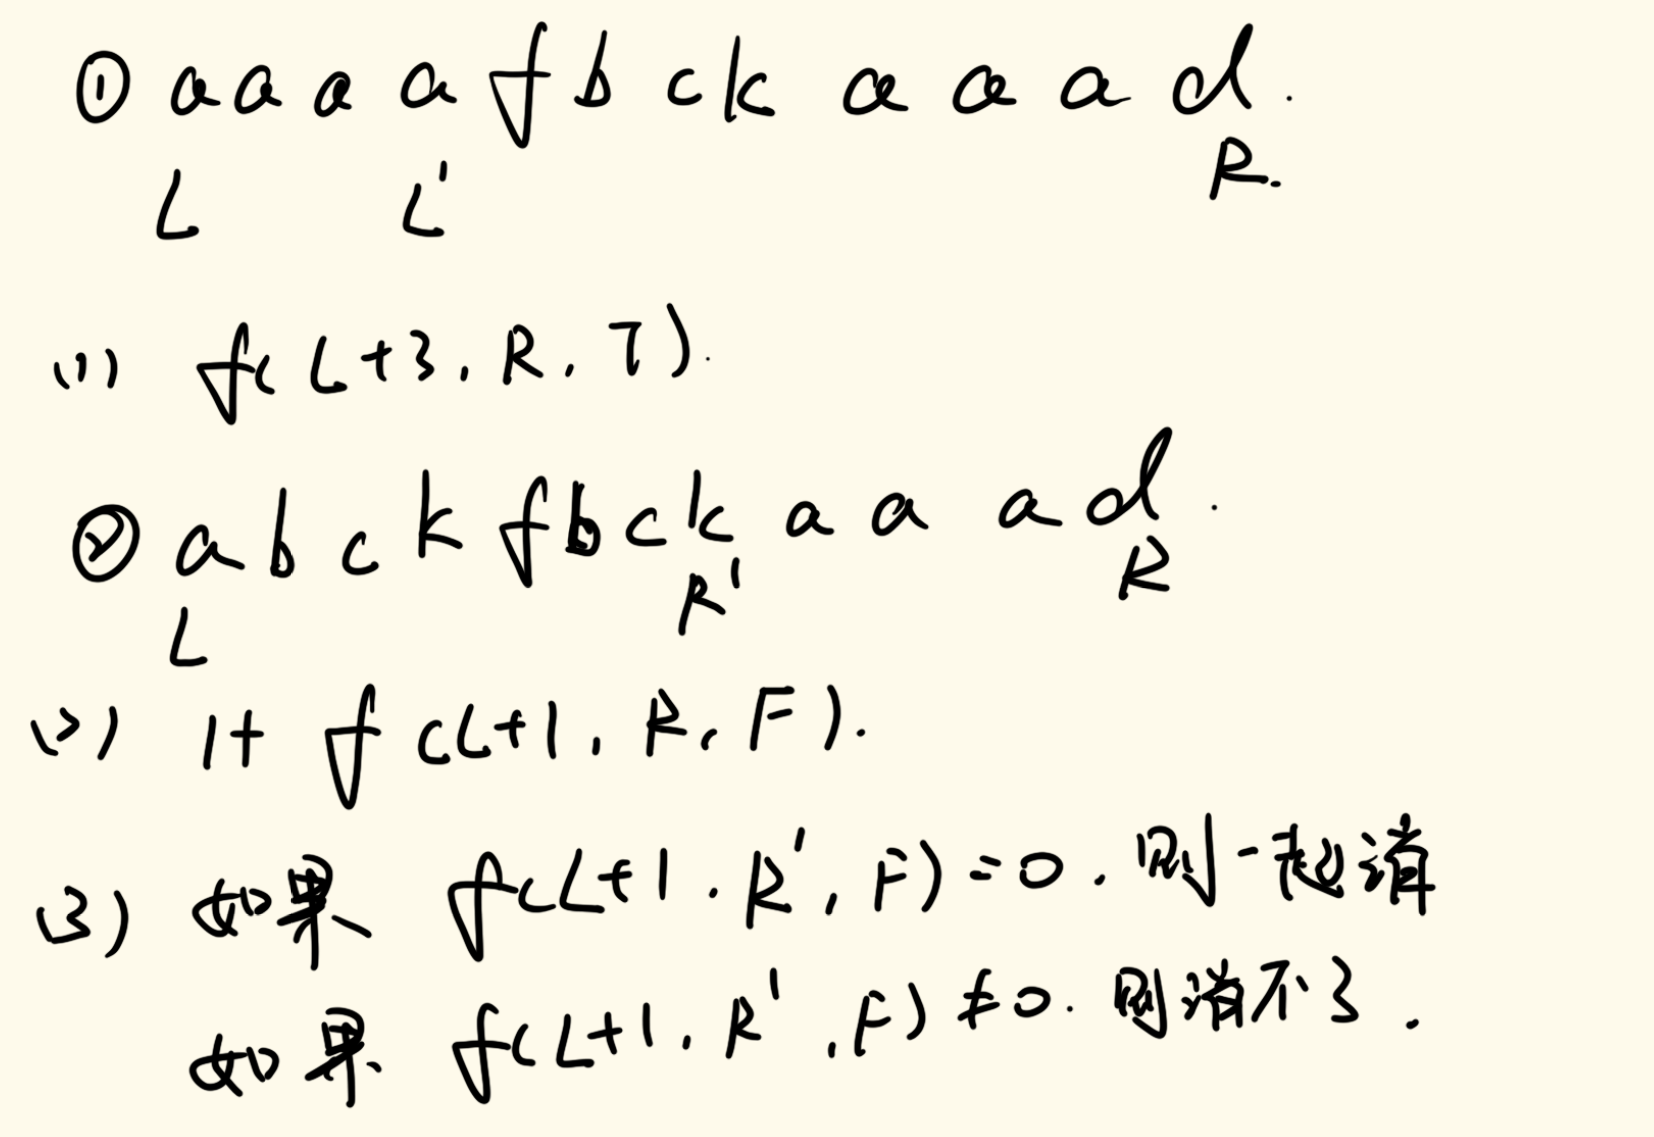 ① a a a a f b c k a a a d .
L L' R.
(1) f(L+3, R, T).
② a b c k f b c k a a a d .
L R' R
(2) 1+ f(L+1, R, F).
(3) 如果 f(L+1, R', F)=0. 则一起消
如果 f(L+1, R', F)≠0. 则消不了.